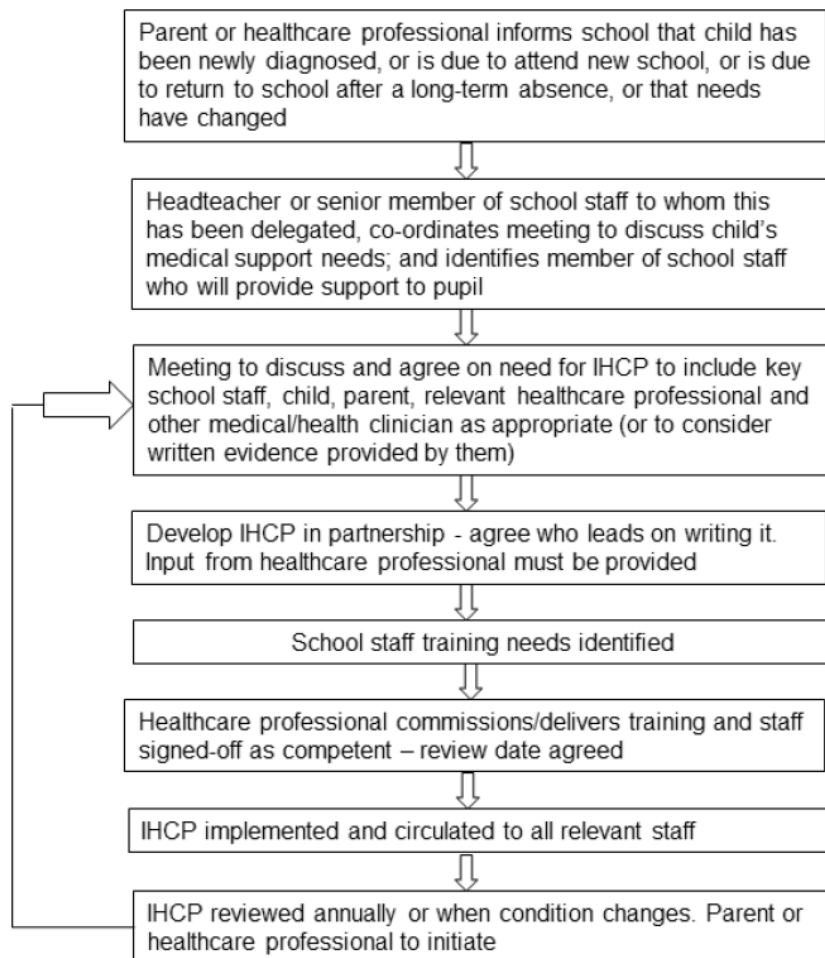 Parent or healthcare professional informs school that child has
been newly diagnosed, or is due to attend new school, or is due
to return to school after a long-term absence, or that needs
have changed
Headteacher or senior member of school staff to whom this
has been delegated, co-ordinates meeting to discuss child's
medical support needs; and identifies member of school staff
who will provide support to pupil
Meeting to discuss and agree on need for IHCP to include key
school staff, child, parent, relevant healthcare professional and
other medical/health clinician as appropriate (or to consider
written evidence provided by them)
Develop IHCP in partnership - agree who leads on writing it.
Input from healthcare professional must be provided
School staff training needs identified
Healthcare professional commissions/delivers training and staff
signed-off as competent – review date agreed
IHCP implemented and circulated to all relevant staff
IHCP reviewed annually or when condition changes. Parent or
healthcare professional to initiate